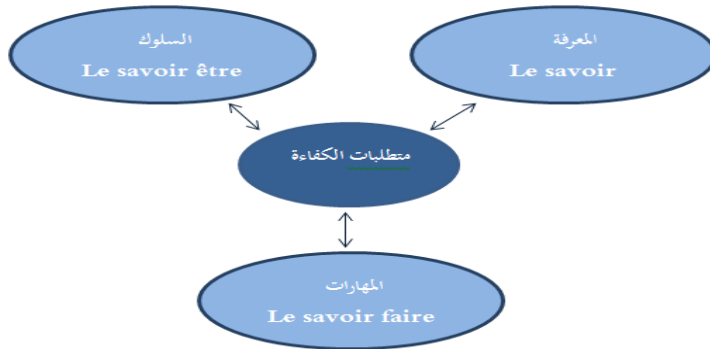 المعرفة
Le savoir
السلوك
Le savoir être
متطلبات الكفاءة
المهارات
Le savoir faire